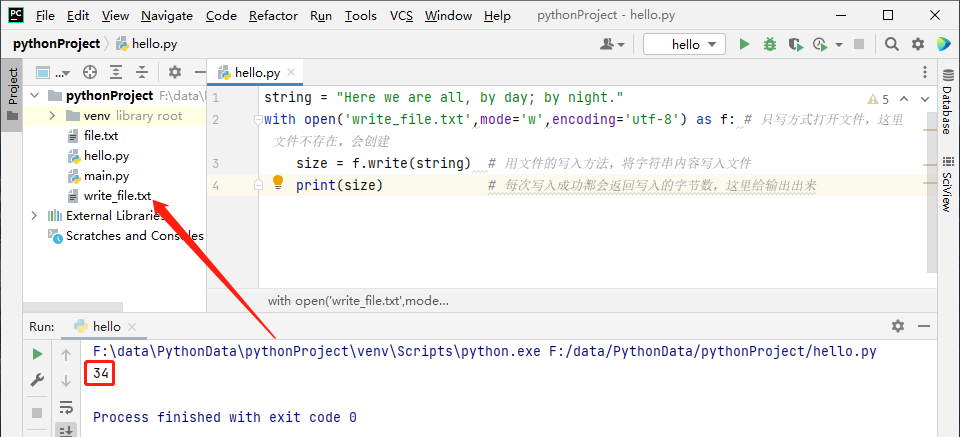 PC File Edit View Navigate Code Refactor Run Tools VCS Window Help pythonProject - hello.py
pythonProject hello.py hello
Project
... hello.py
pythonProject F:\data\
venv library root
file.txt
hello.py
main.py
write_file.txt
External Libraries
Scratches and Consoles
5
1 string = "Here we are all, by day; by night."
2 with open('write_file.txt',mode='w',encoding='utf-8') as f: # 只写方式打开文件，这里
文件不存在，会创建
3 size = f.write(string) # 用文件的写入方法，将字符串内容写入文件
4 print(size) # 每次写入成功都会返回写入的字节数，这里给输出出来
with open('write_file.txt',mode...
Database
SciView
Run: hello
F:\data\PythonData\pythonProject\venv\Scripts\python.exe F:/data/PythonData/pythonProject/hello.py
34
Process finished with exit code 0